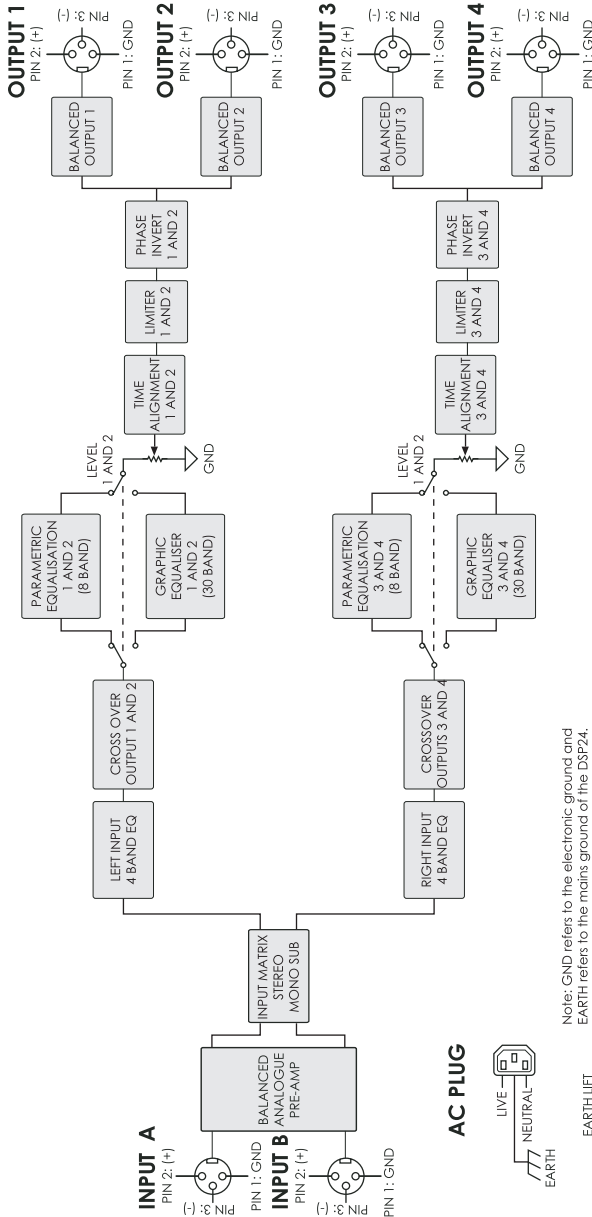 INPUT A
PIN 2: (+)
PIN 3: (-)
PIN 1: GND
INPUT B
PIN 2: (+)
PIN 3: (-)
PIN 1: GND
BALANCED
ANALOGUE
PRE-AMP
INPUT MATRIX
STEREO
MONO SUB
LEFT INPUT
4 BAND EQ
CROSS OVER
OUTPUT 1 AND 2
PARAMETRIC
EQUALISATION
1 AND 2
(8 BAND)
GRAPHIC
EQUALISER
1 AND 2
(30 BAND)
LEVEL
1 AND 2
GND
TIME
ALIGNMENT
1 AND 2
LIMITER
1 AND 2
PHASE
INVERT
1 AND 2
BALANCED
OUTPUT 1
OUTPUT 1
PIN 2: (+)
PIN 3: (-)
PIN 1: GND
BALANCED
OUTPUT 2
OUTPUT 2
PIN 2: (+)
PIN 3: (-)
PIN 1: GND
RIGHT INPUT
4 BAND EQ
CROSSOVER
OUTPUTS 3 AND 4
PARAMETRIC
EQUALISATION
3 AND 4
(8 BAND)
GRAPHIC
EQUALISER
3 AND 4
(30 BAND)
LEVEL
1 AND 2
GND
TIME
ALIGNMENT
3 AND 4
LIMITER
3 AND 4
PHASE
INVERT
3 AND 4
BALANCED
OUTPUT 3
OUTPUT 3
PIN 2: (+)
PIN 3: (-)
PIN 1: GND
BALANCED
OUTPUT 4
OUTPUT 4
PIN 2: (+)
PIN 3: (-)
PIN 1: GND
AC PLUG
LIVE
NEUTRAL
EARTH
EARTH LIFT
Note: GND refers to the electronic ground and
EARTH refers to the mains ground of the DSP24.